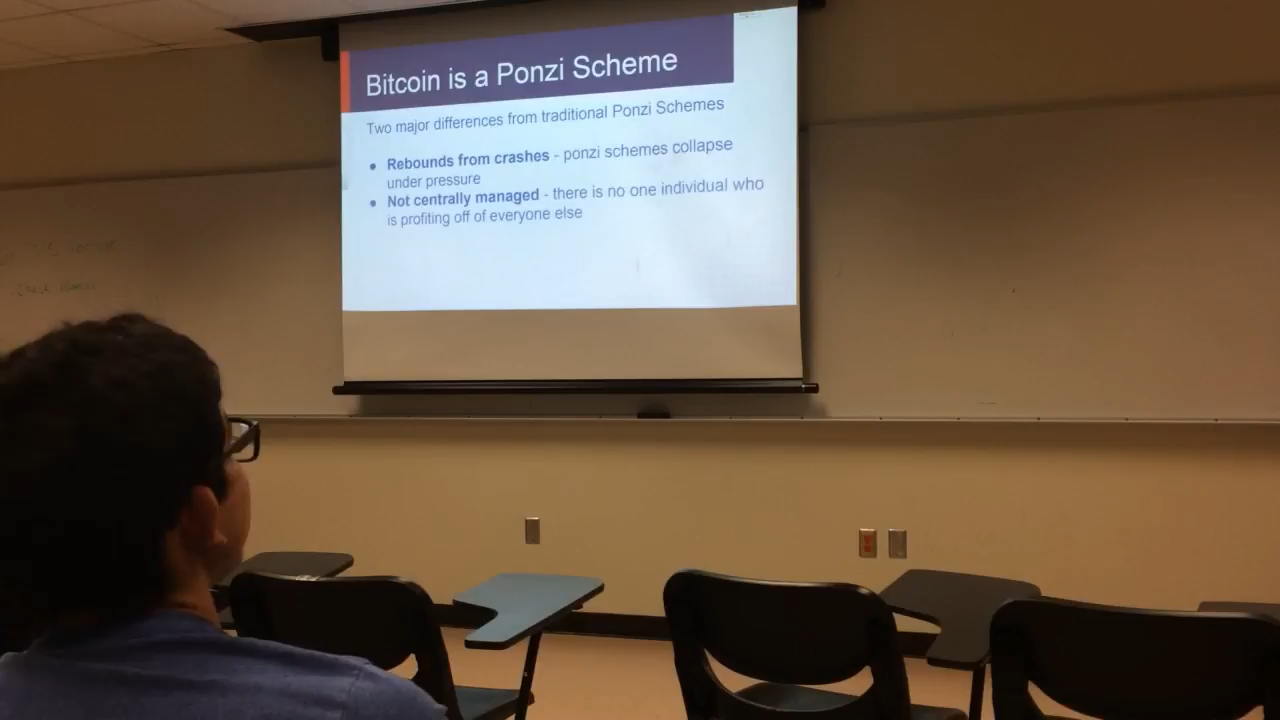 Bitcoin is a Ponzi Scheme
Two major differences from traditional Ponzi Schemes
● Rebounds from crashes - ponzi schemes collapse
under pressure
● Not centrally managed - there is no one individual who
is profiting off of everyone else